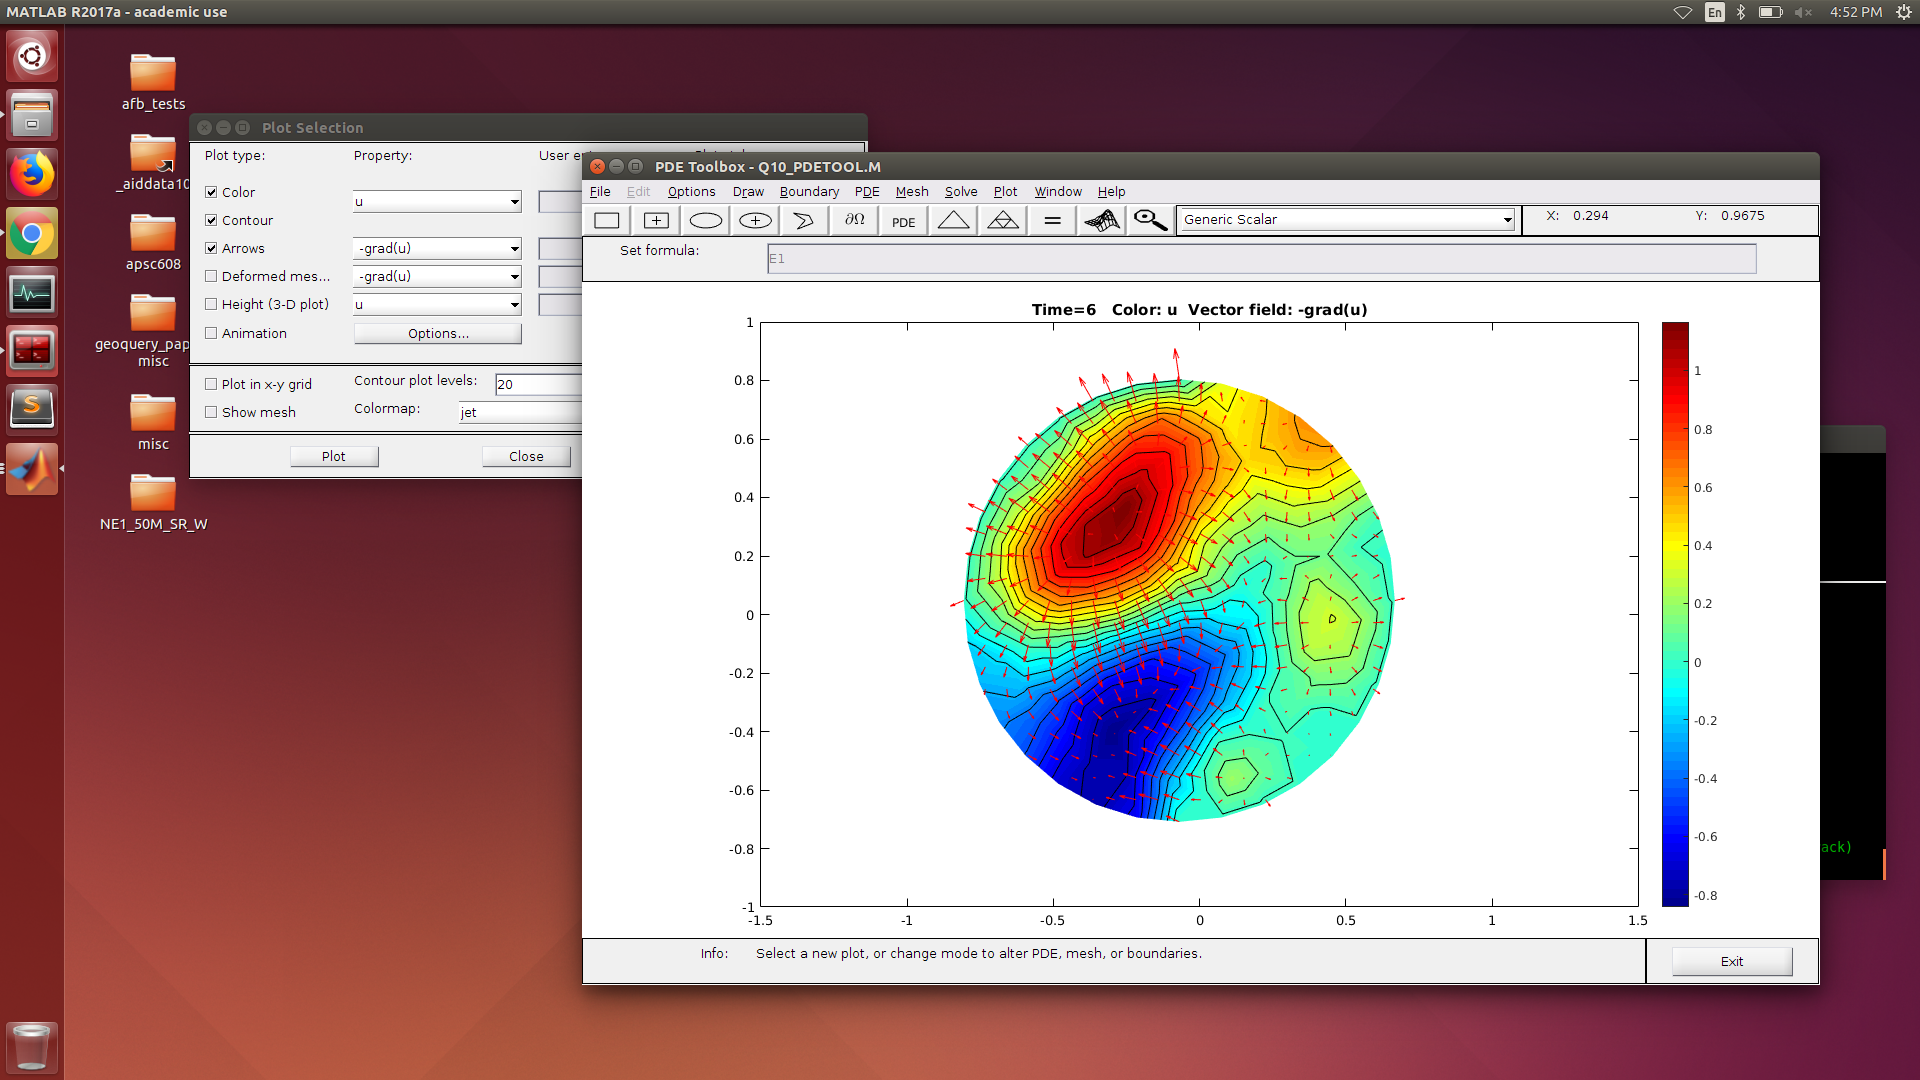 MATLAB R2017a - academic use
En
4:52 PM
afb_tests
_aiddata10
apsc608
geoquery_pap
misc
misc
NE1_50M_SR_W
Plot Selection
Plot type:
Property:
Color
u
Contour
Arrows
-grad(u)
Deformed mes...
-grad(u)
Height (3-D plot)
u
Animation
Options...
Plot in x-y grid
Contour plot levels:
20
Show mesh
Colormap:
jet
Plot
Close
PDE Toolbox - Q10_PDETOOL.M
File Edit Options Draw Boundary PDE Mesh Solve Plot Window Help
∂Ω
PDE
=
Generic Scalar
X: 0.294
Y: 0.9675
Set formula:
E1
Time=6 Color: u Vector field: -grad(u)
1
0.8
0.6
0.4
0.2
0
-0.2
-0.4
-0.6
-0.8
-1
-1.5
-1
-0.5
0
0.5
1
1.5
1
0.8
0.6
0.4
0.2
0
-0.2
-0.4
-0.6
-0.8
ack)
Info: Select a new plot, or change mode to alter PDE, mesh, or boundaries.
Exit